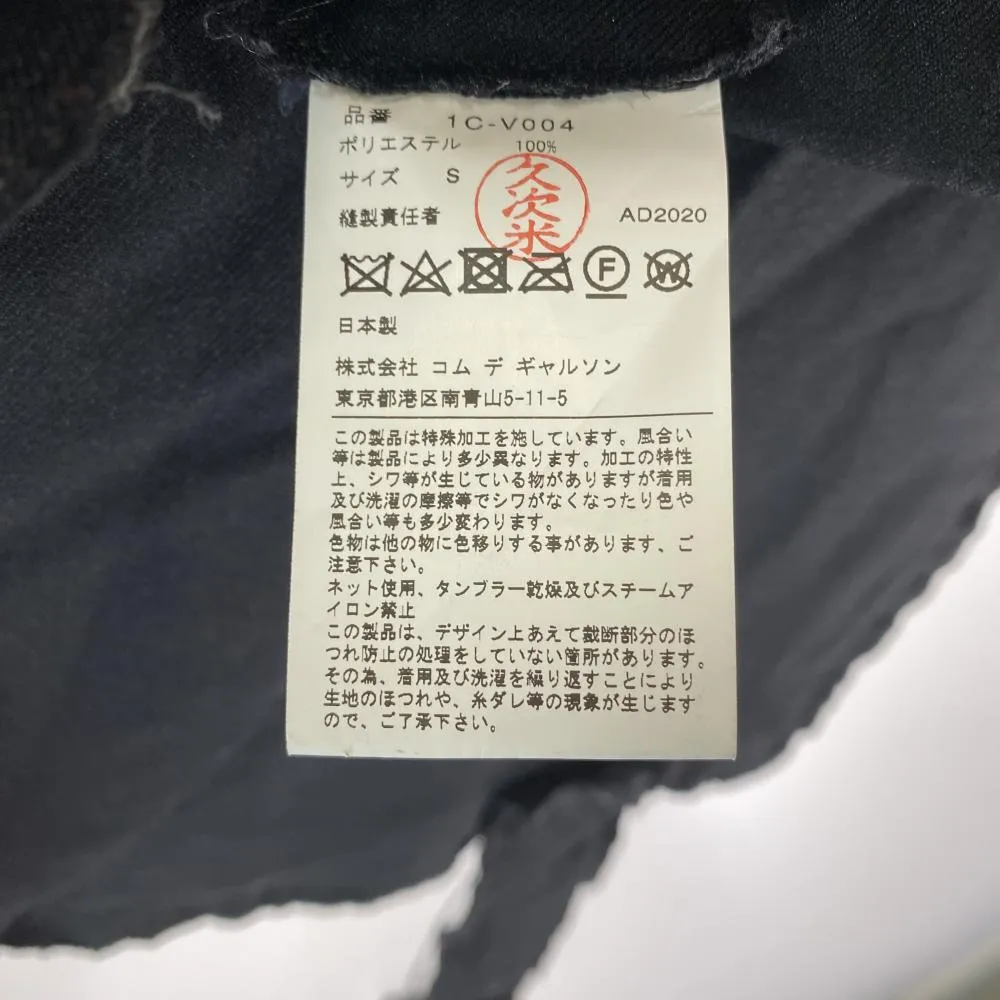 品番 1C-V004
ポリエステル 100%
サイズ S
縫製責任者 久次米 AD2020
F W
日本製
株式会社 コム デ ギャルソン
東京都港区南青山5-11-5
この製品は特殊加工を施しています。風合い
等は製品により多少異なります。加工の特性
上、シワ等が生じている物がありますが着用
及び洗濯の摩擦等でシワがなくなったり色や
風合い等も多少変わります。
色物は他の物に色移りする事があります、ご
注意下さい。
ネット使用、タンブラー乾燥及びスチームア
イロン禁止
この製品は、デザイン上あえて裁断部分のほ
つれ防止の処理をしていない箇所があります。
その為、着用及び洗濯を繰り返すことにより
生地のほつれや、糸ダレ等の現象が生じます
ので、ご了承下さい。